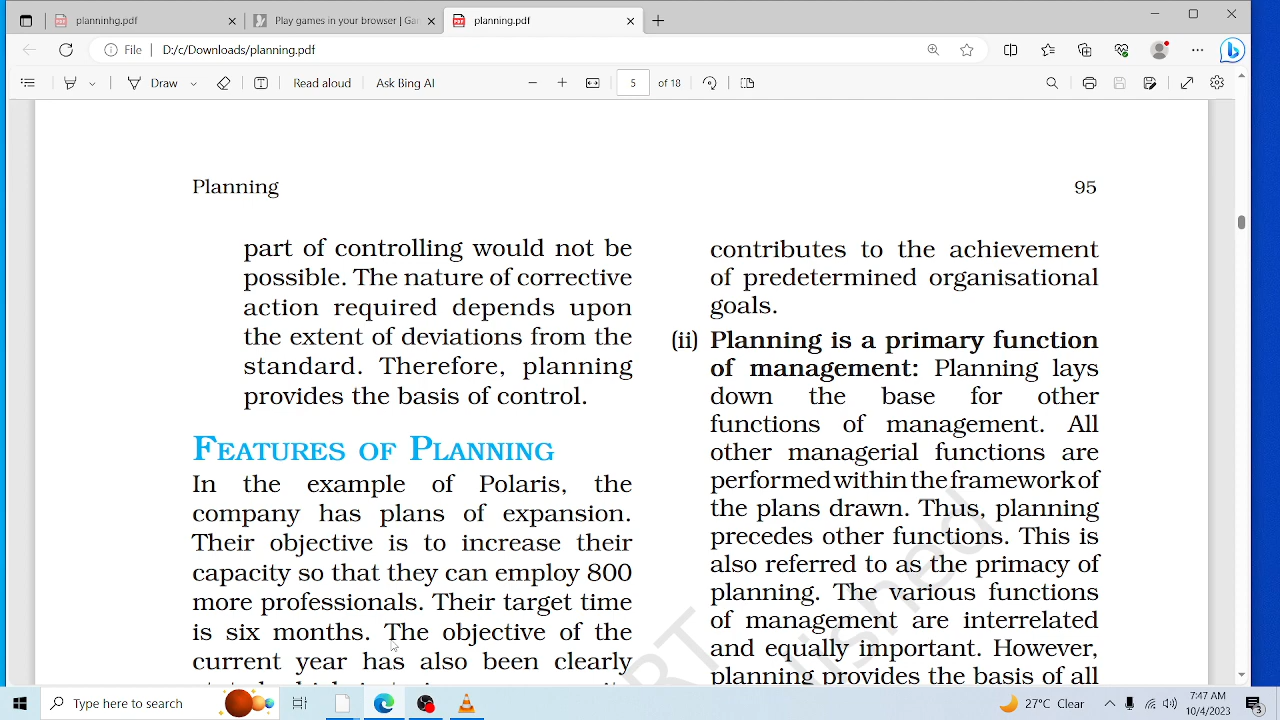 planninhg.pdf
Play games in your browser | Ga
planning.pdf
File
D:/c/Downloads/planning.pdf
Draw
Read aloud
Ask Bing AI
5
of 18
Planning
95
part of controlling would not be
possible. The nature of corrective
action required depends upon
the extent of deviations from the
standard. Therefore, planning
provides the basis of control.
FEATURES OF PLANNING
In the example of Polaris, the
company has plans of expansion.
Their objective is to increase their
capacity so that they can employ 800
more professionals. Their target time
is six months. The objective of the
current year has also been clearly
contributes to the achievement
of predetermined organisational
goals.
(ii) Planning is a primary function
of management: Planning lays
down the base for other
functions of management. All
other managerial functions are
performed within the framework of
the plans drawn. Thus, planning
precedes other functions. This is
also referred to as the primacy of
planning. The various functions
of management are interrelated
and equally important. However,
planning provides the basis of all
Type here to search
27°C Clear
7:47 AM
10/4/2023
3